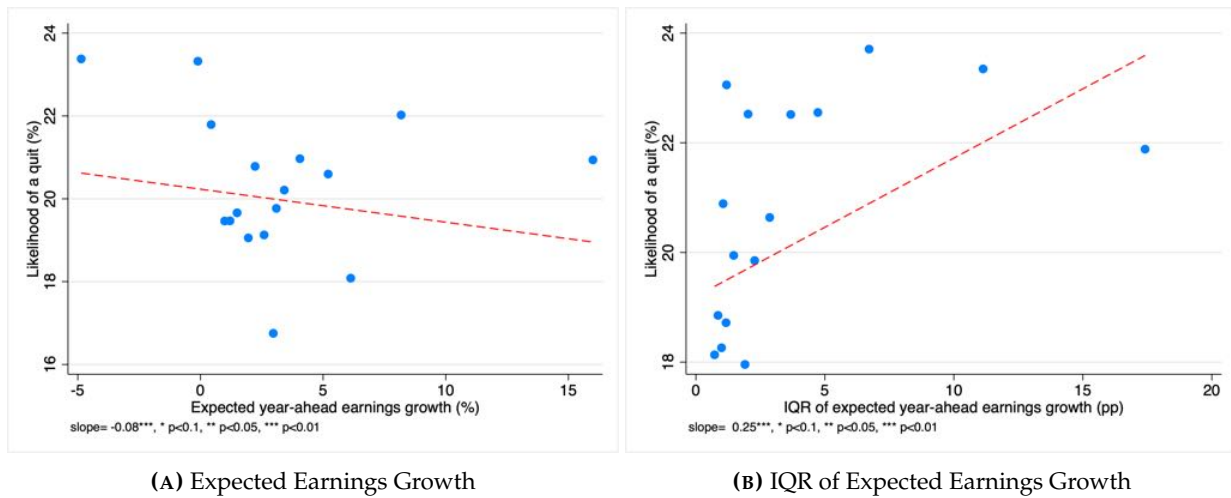 24
22
20
18
16
Likelihood of a quit (%)
-5 0 5 10 15
Expected year-ahead earnings growth (%)
slope= -0.08***, * p<0.1, ** p<0.05, *** p<0.01
(A) Expected Earnings Growth
24
22
20
18
Likelihood of a quit (%)
0 5 10 15 20
IQR of expected year-ahead earnings growth (pp)
slope= 0.25***, * p<0.1, ** p<0.05, *** p<0.01
(B) IQR of Expected Earnings Growth